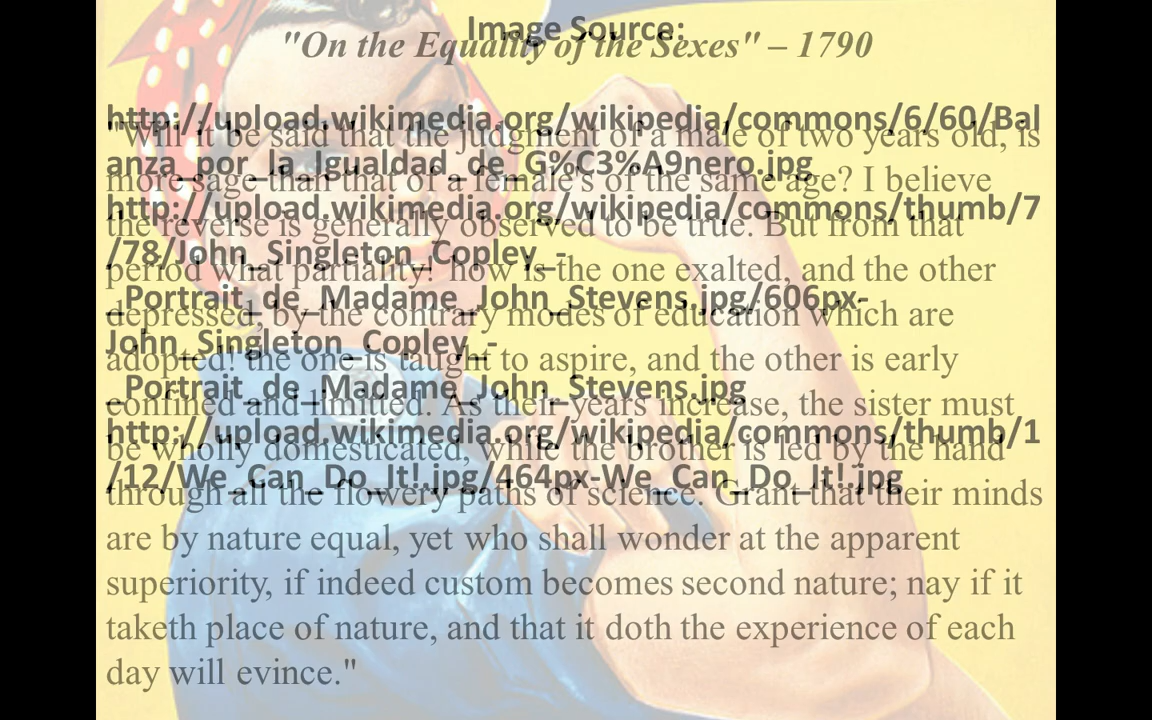 Image Source:
"On the Equality of the Sexes" – 1790
http://upload.wikimedia.org/wikipedia/commons/6/60/Bal
"Will it be said that the judgment of a male of two years old, is
anza_por_la_Igualdad_de_G%C3%A9nero.jpg
more sage than that of a female's of the same age? I believe
http://upload.wikimedia.org/wikipedia/commons/thumb/7
the reverse is generally observed to be true. But from that
/78/John_Singleton_Copley_-
period what partiality! how is the one exalted, and the other
_Portrait_de_Madame_John_Stevens.jpg/606px-
depressed, by the contrary modes of education which are
John_Singleton_Copley_-
adopted! the one is taught to aspire, and the other is early
_Portrait_de_Madame_John_Stevens.jpg
confined and limitted. As their years increase, the sister must
http://upload.wikimedia.org/wikipedia/commons/thumb/1
be wholly domesticated, while the brother is led by the hand
/12/We_Can_Do_It!.jpg/464px-We_Can_Do_It!.jpg
through all the flowery paths of science. Grant that their minds
are by nature equal, yet who shall wonder at the apparent
superiority, if indeed custom becomes second nature; nay if it
taketh place of nature, and that it doth the experience of each
day will evince."